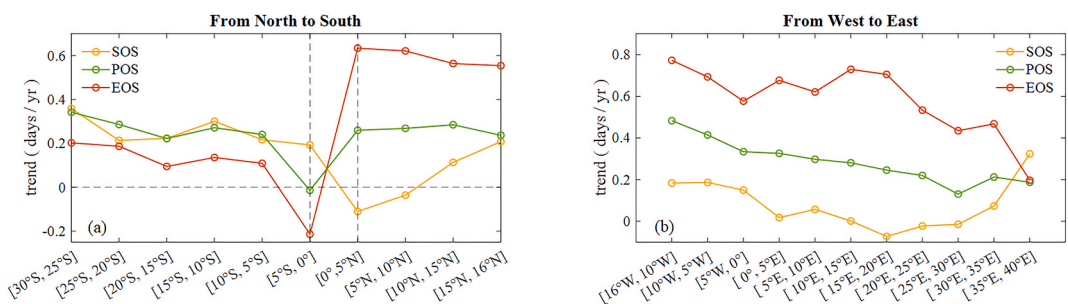 From North to South
SOS
POS
EOS
trend ( days / yr )
0.6
0.4
0.2
0
-0.2
(a)
[30°S, 25°S]
[25°S, 20°S]
[20°S, 15°S]
[15°S, 10°S]
[10°S, 5°S]
[5°S, 0°]
[0°, 5°N]
[5°N, 10°N]
[10°N, 15°N]
[15°N, 16°N]
From West to East
SOS
POS
EOS
trend ( days / yr )
0.8
0.6
0.4
0.2
0
(b)
[16°W, 10°W]
[10°W, 5°W]
[5°W, 0°]
[ 0°, 5°E]
[ 5°E, 10°E]
[ 10°E, 15°E]
[ 15°E, 20°E]
[ 20°E, 25°E]
[ 25°E, 30°E]
[ 30°E, 35°E]
[ 35°E, 40°E]